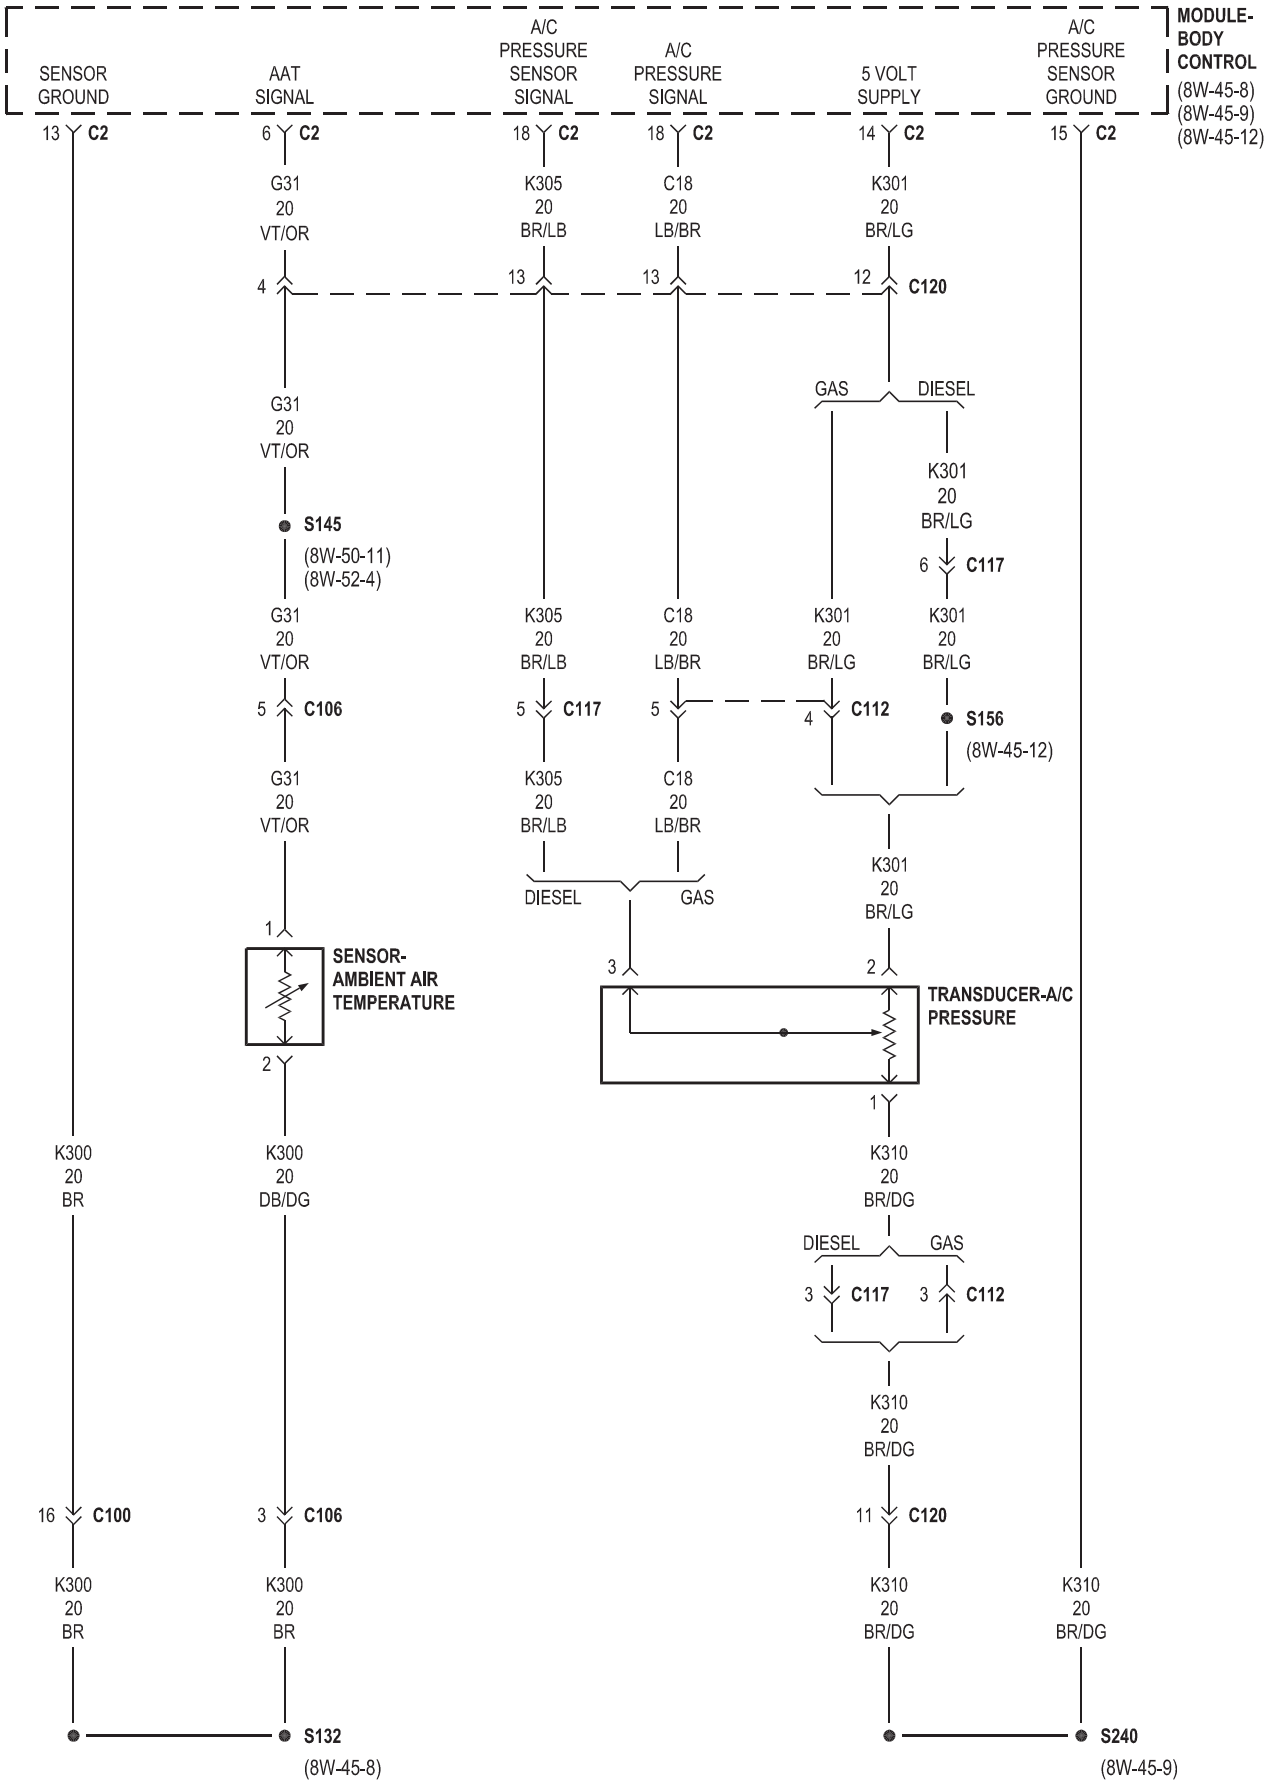 MODULE-
BODY
CONTROL
(8W-45-8)
(8W-45-9)
(8W-45-12)
SENSOR
GROUND
AAT
SIGNAL
A/C
PRESSURE
SENSOR
SIGNAL
A/C
PRESSURE
SIGNAL
5 VOLT
SUPPLY
A/C
PRESSURE
SENSOR
GROUND
13 C2
6 C2
18 C2
18 C2
14 C2
15 C2
G31
20
VT/OR
K305
20
BR/LB
C18
20
LB/BR
K301
20
BR/LG
4
13
13
12 C120
GAS DIESEL
G31
20
VT/OR
K301
20
BR/LG
S145
(8W-50-11)
(8W-52-4)
6 C117
G31
20
VT/OR
K305
20
BR/LB
C18
20
LB/BR
K301
20
BR/LG
K301
20
BR/LG
5 C106
5 C117
5
4 C112
S156
(8W-45-12)
G31
20
VT/OR
K305
20
BR/LB
C18
20
LB/BR
DIESEL GAS
K301
20
BR/LG
1
SENSOR-
AMBIENT AIR
TEMPERATURE
2
3
2
TRANSDUCER-A/C
PRESSURE
1
K300
20
BR
K300
20
DB/DG
K310
20
BR/DG
DIESEL GAS
3 C117
3 C112
K310
20
BR/DG
16 C100
3 C106
11 C120
K300
20
BR
K300
20
BR
K310
20
BR/DG
K310
20
BR/DG
S132
(8W-45-8)
S240
(8W-45-9)